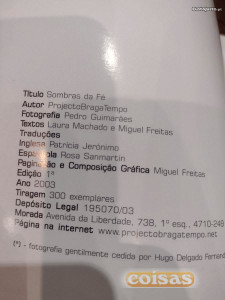 Título Sombras da Fé
Autor ProjectoBragaTempo
Fotografia Pedro Guimarães
Textos Laura Machado e Miguel Freitas
Traduções
Inglesa Patrícia Jerónimo
Espanhola Rosa Sanmartin
Paginação e Composição Gráfica Miguel Freitas
Edição 1ª
Ano 2003
Tiragem 300 exemplares
Depósito Legal 195070/03
Morada Avenida da Liberdade, 738, 1º esq., 4710-249
Página na internet www.projectobragatempo.net
(*) - fotografia gentilmente cedida por Hugo Delgado Fernand
coisas